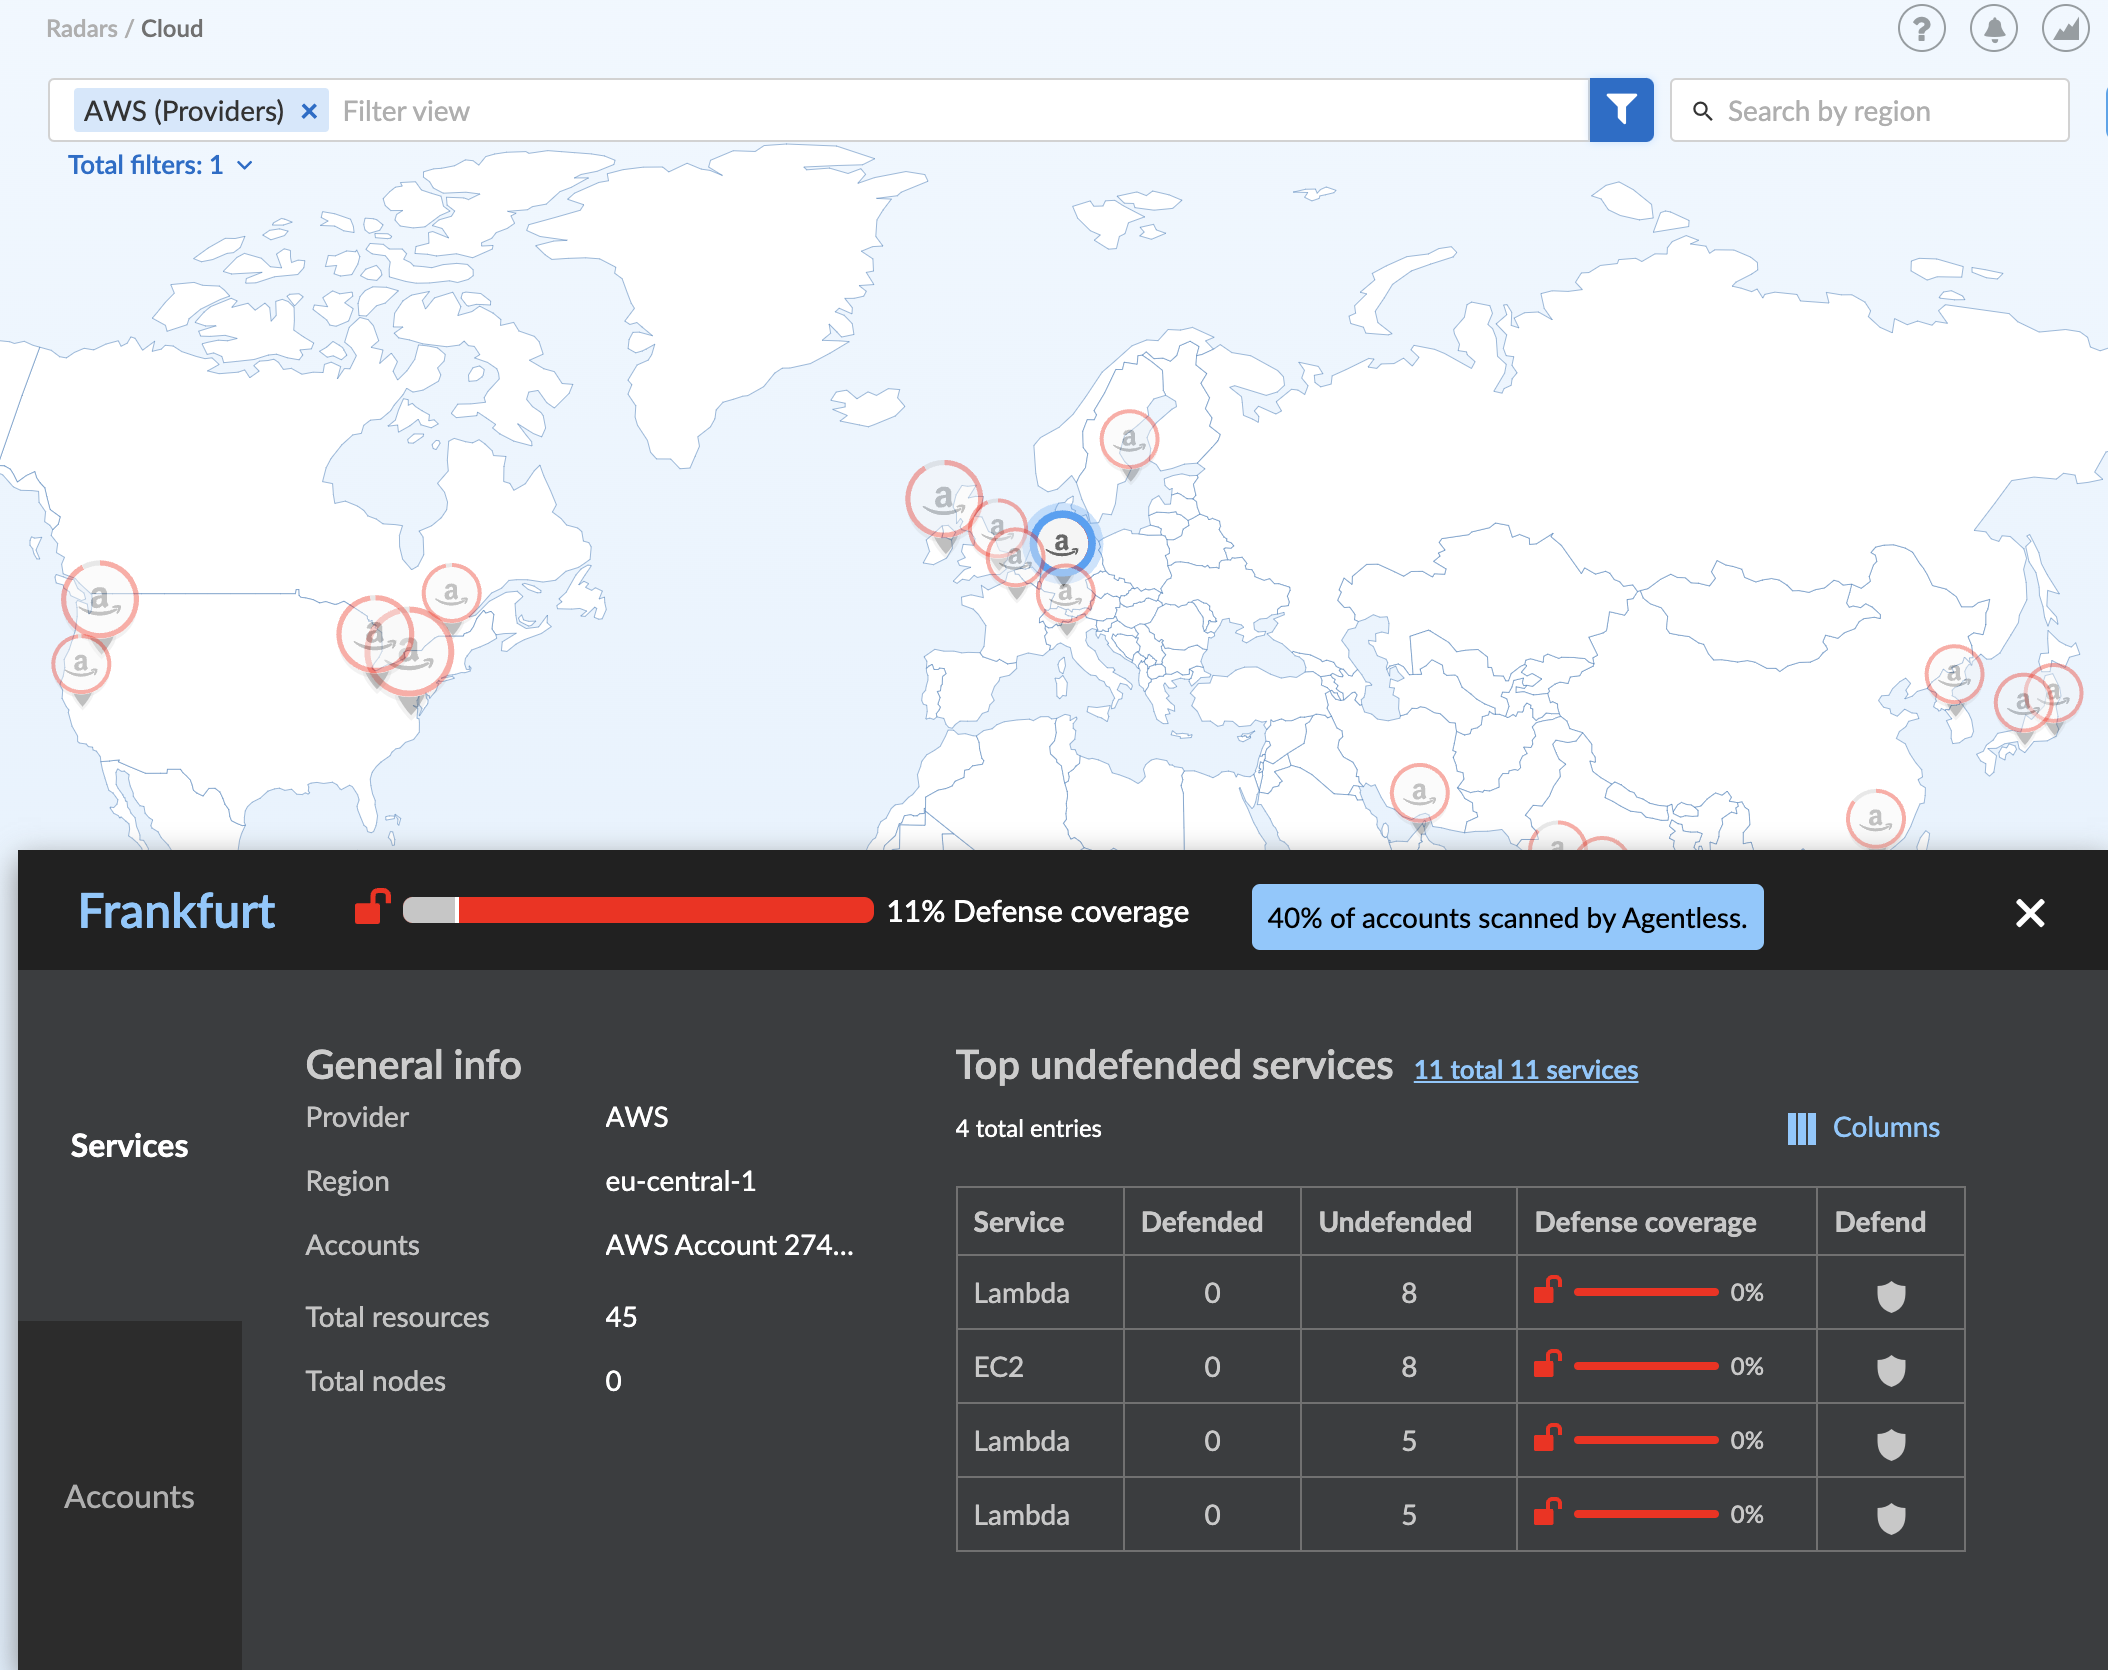 Radars / Cloud
AWS (Providers) × Filter view
Search by region
Total filters: 1
Frankfurt
11% Defense coverage
40% of accounts scanned by Agentless.
Services
Accounts
General info
Provider AWS
Region eu-central-1
Accounts AWS Account 274...
Total resources 45
Total nodes 0
Top undefended services 11 total 11 services
4 total entries
Columns
Service Defended Undefended Defense coverage Defend
Lambda 0 8 0%
EC2 0 8 0%
Lambda 0 5 0%
Lambda 0 5 0%